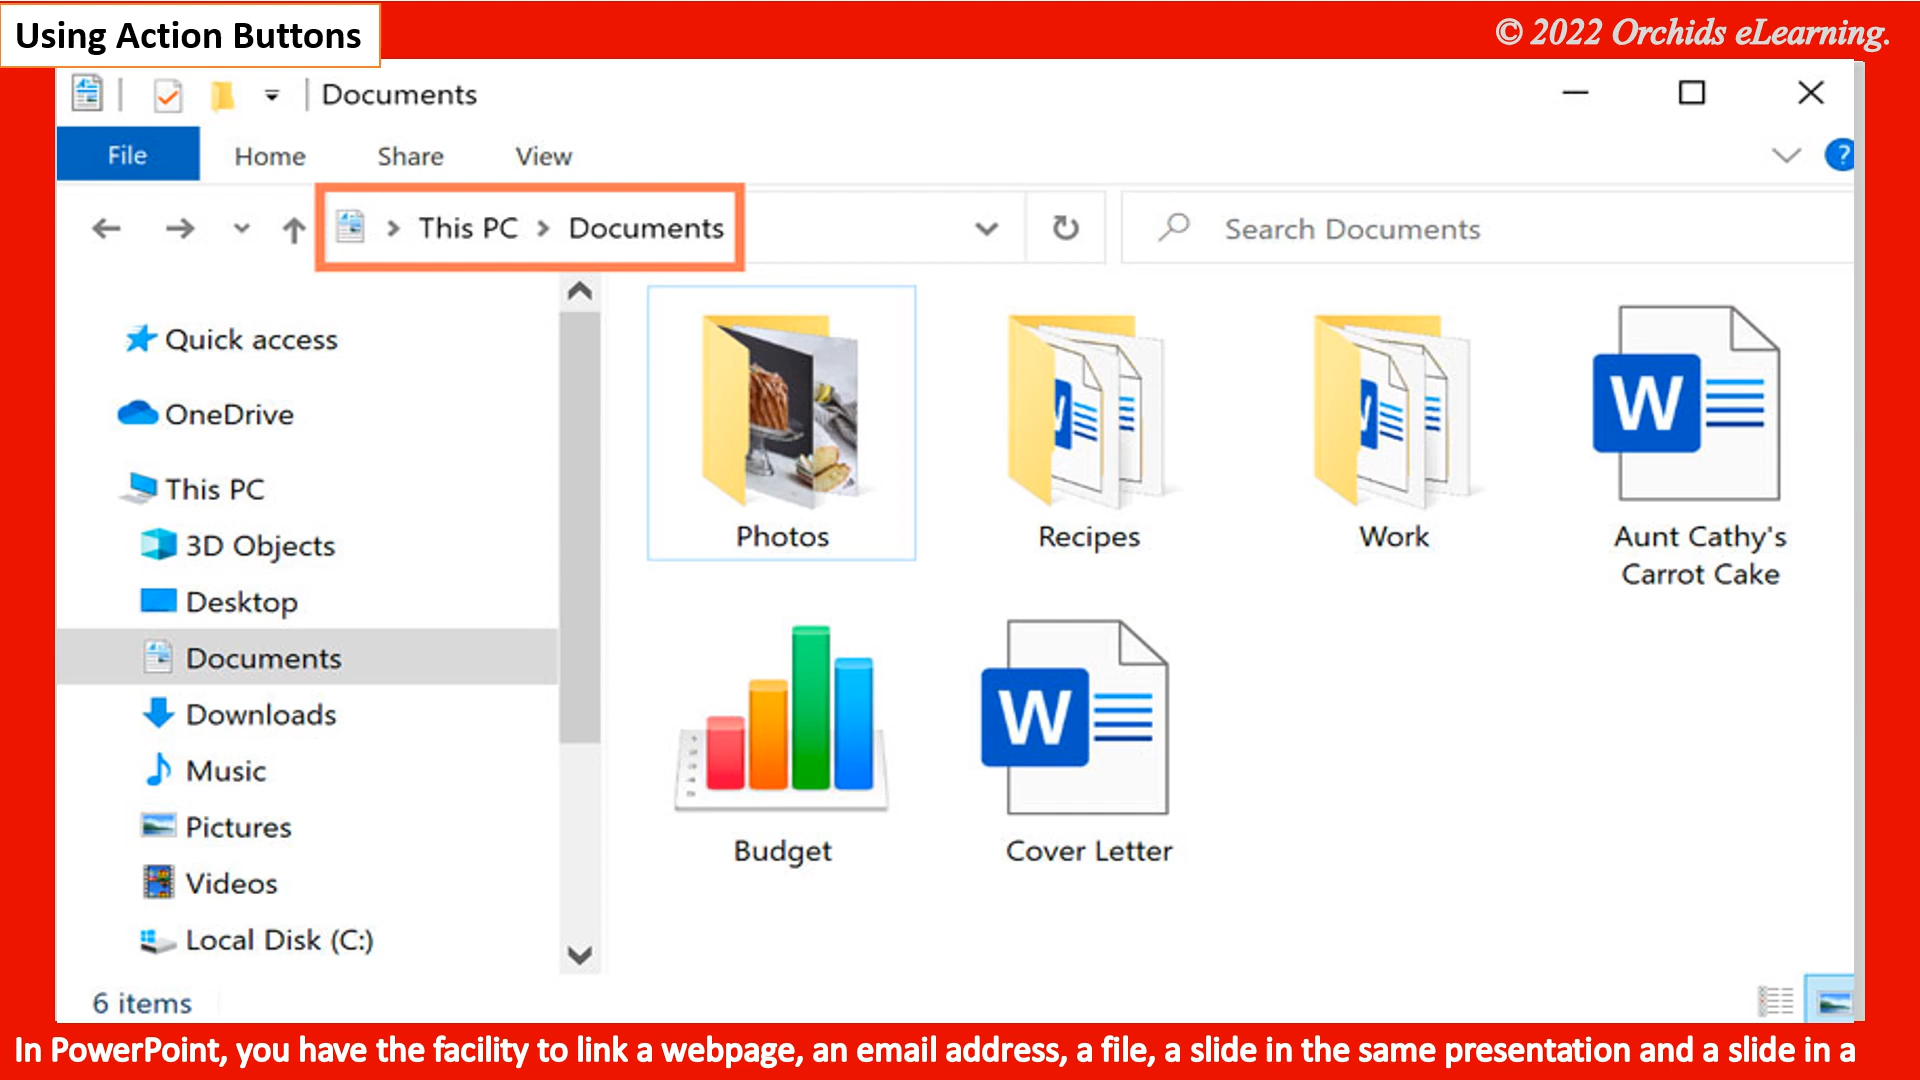 Using Action Buttons
© 2022 Orchids eLearning.
Documents
File Home Share View
?
This PC > Documents
Search Documents
Quick access
OneDrive
This PC
3D Objects
Desktop
Documents
Downloads
Music
Pictures
Videos
Local Disk (C:)
Photos
Recipes
Work
Aunt Cathy's
Carrot Cake
W
Budget
W
Cover Letter
6 items
In PowerPoint, you have the facility to link a webpage, an email address, a file, a slide in the same presentation and a slide in a